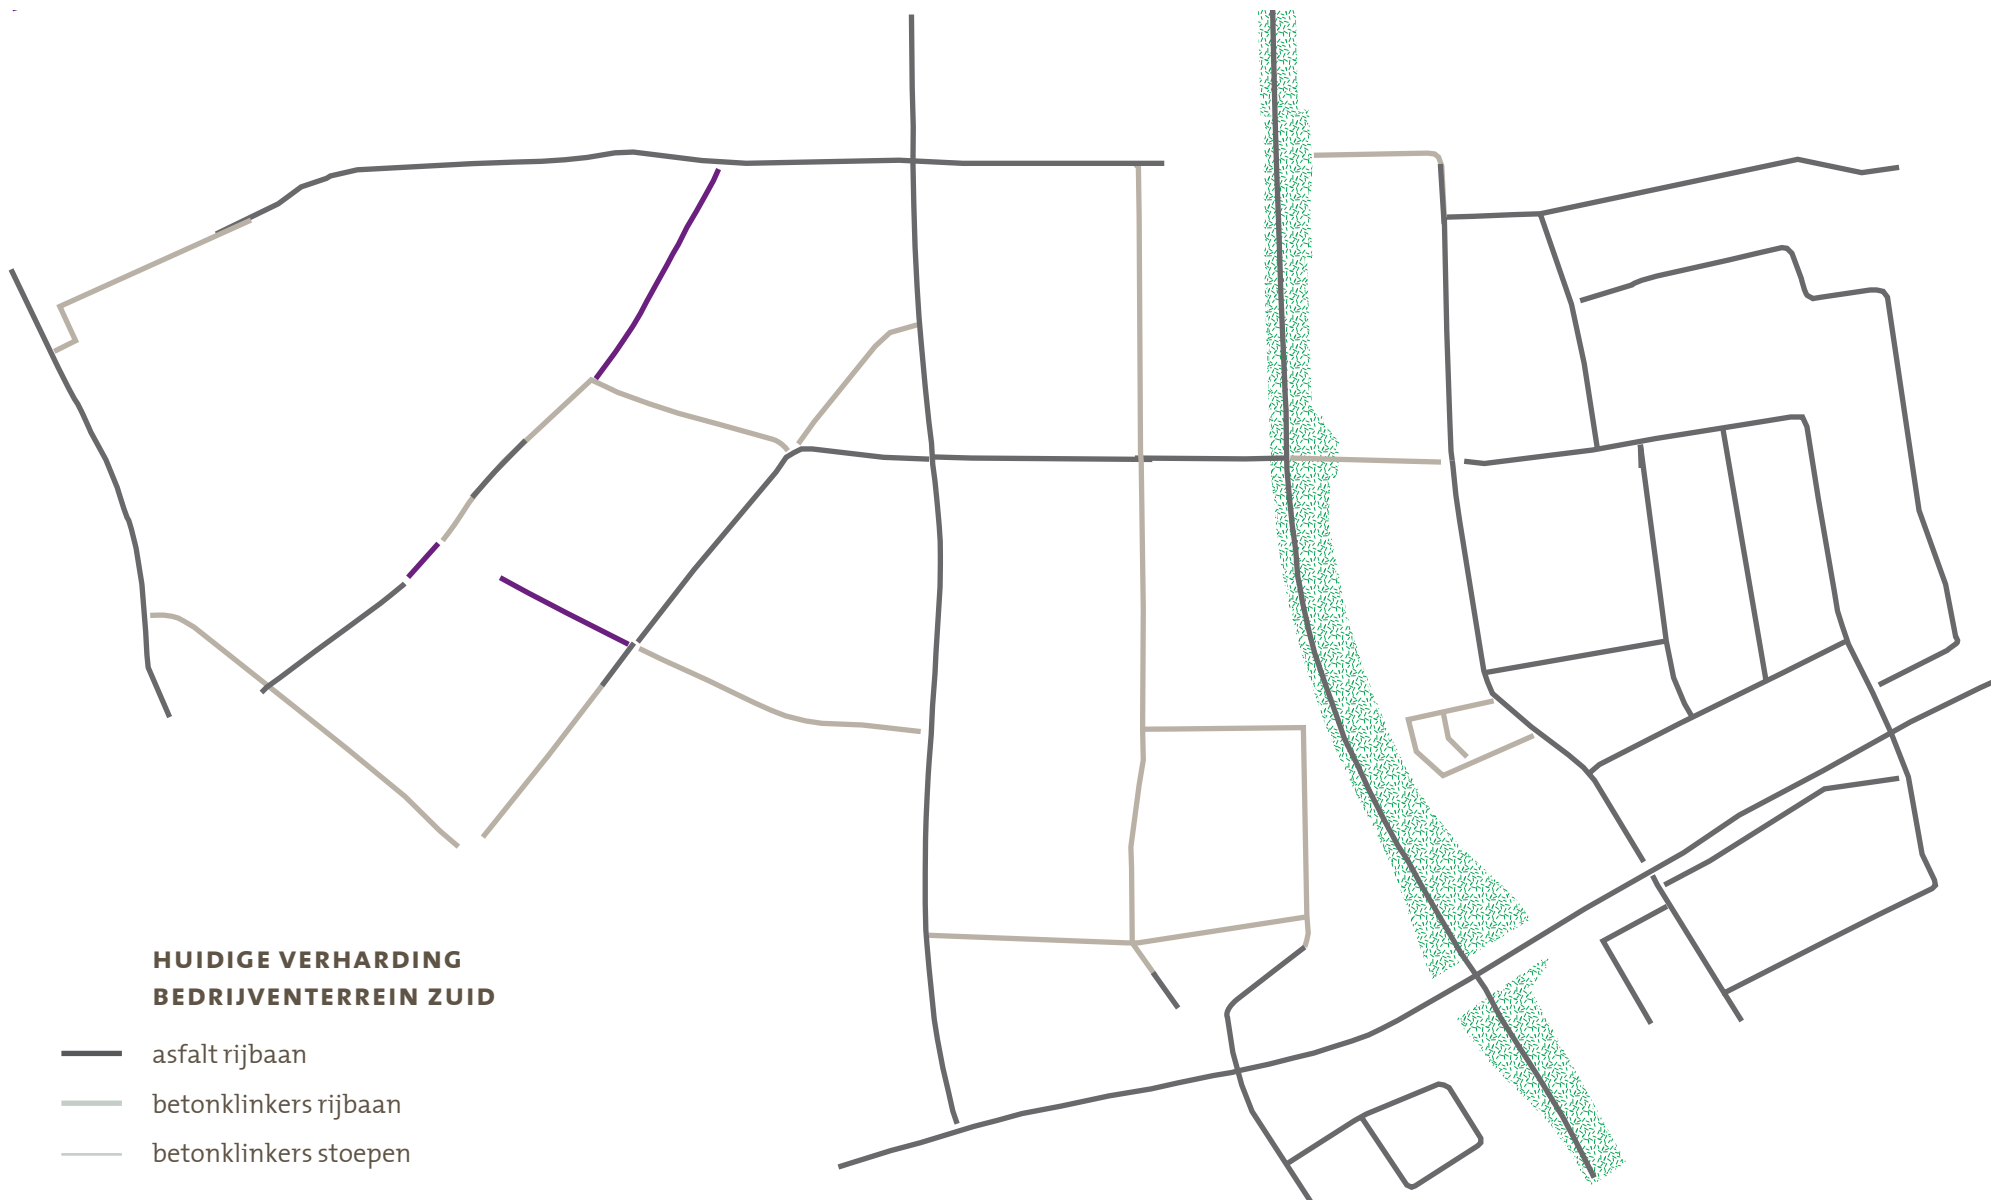 HUIDIGE VERHARDING
BEDRIJVENTERREIN ZUID
asfalt rijbaan
betonklinkers rijbaan
betonklinkers stoepen